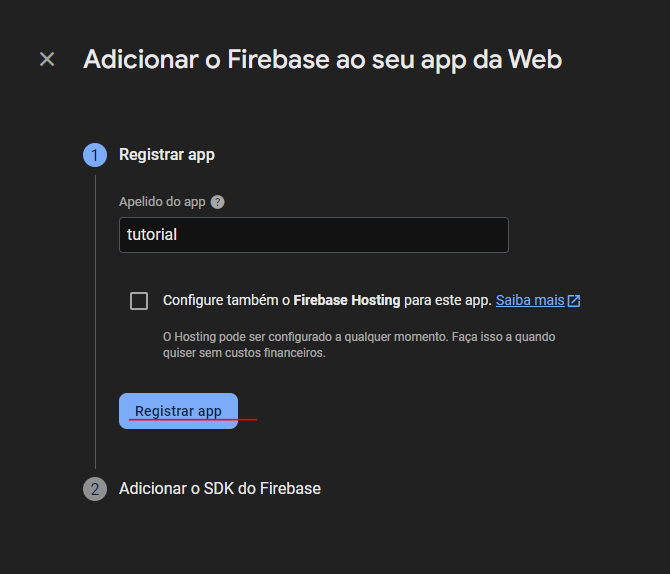 Adicionar o Firebase ao seu app da Web
1
Registrar app
Apelido do app ?
tutorial
Configure também o Firebase Hosting para este app. Saiba mais
O Hosting pode ser configurado a qualquer momento. Faça isso a quando
quiser sem custos financeiros.
Registrar app
2
Adicionar o SDK do Firebase